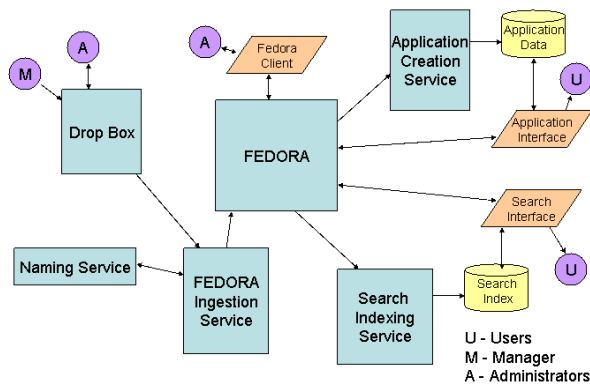 A
M
Drop Box
A
Fedora
Client
Application
Creation
Service
Application
Data
U
Application
Interface
FEDORA
Search
Interface
U
Naming Service
FEDORA
Ingestion
Service
Search
Indexing
Service
Search
Index
U - Users
M - Manager
A - Administrators